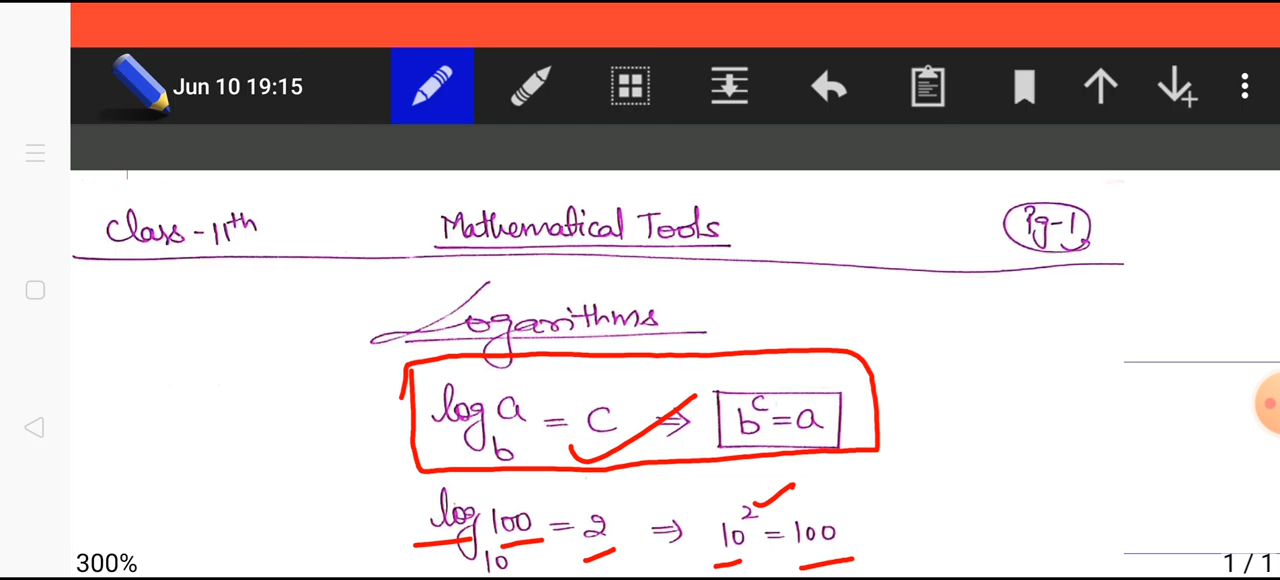 Jun 10 19:15
Class - 11th Mathematical Tools Pg-1
Logarithms
log_b a = c ⇒ b^c = a
log_10 100 = 2 ⇒ 10^2 = 100
300% 1 / 1